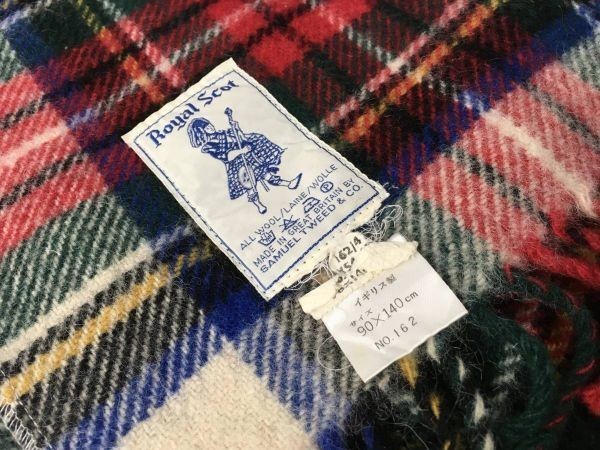 Royal Scot
ALL WOOL/LAINE/WOLLE
MADE IN GREAT BRITAIN BY
SAMUEL TWEED & CO.
イギリス製
サイズ
90×140cm
NO.162